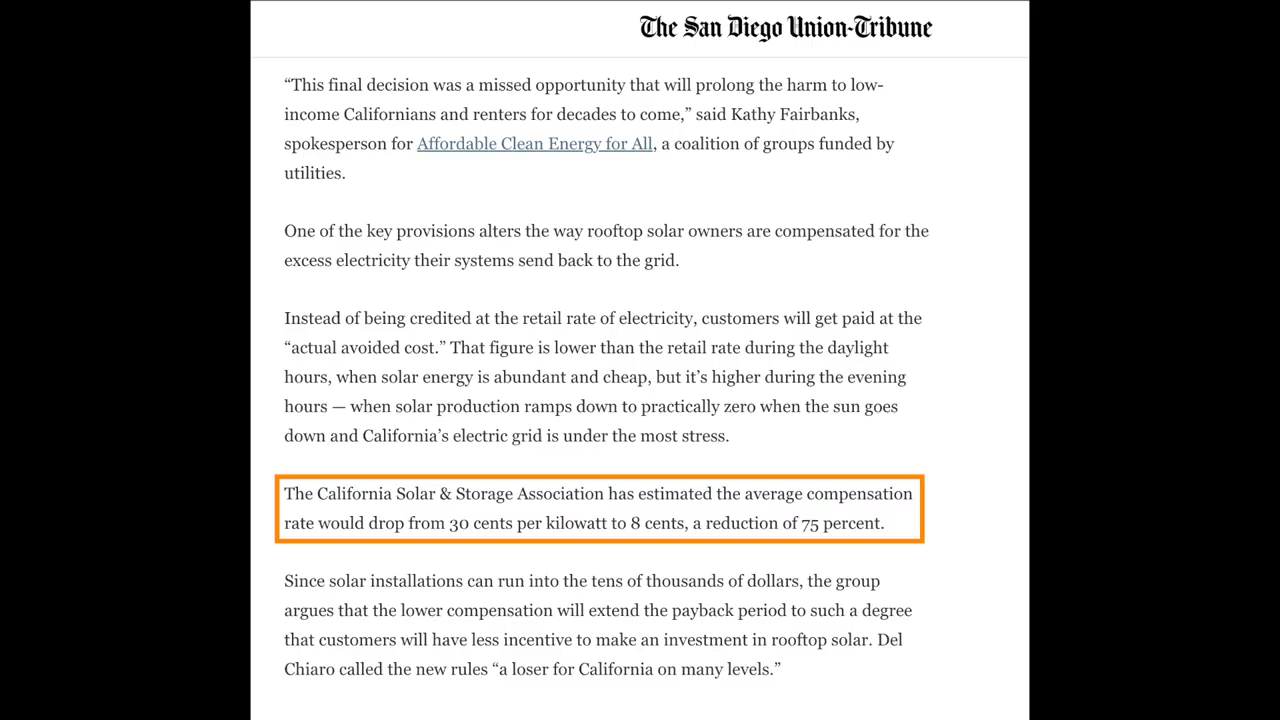 The San Diego Union-Tribune
“This final decision was a missed opportunity that will prolong the harm to low-
income Californians and renters for decades to come,” said Kathy Fairbanks,
spokesperson for Affordable Clean Energy for All, a coalition of groups funded by
utilities.
One of the key provisions alters the way rooftop solar owners are compensated for the
excess electricity their systems send back to the grid.
Instead of being credited at the retail rate of electricity, customers will get paid at the
“actual avoided cost.” That figure is lower than the retail rate during the daylight
hours, when solar energy is abundant and cheap, but it’s higher during the evening
hours — when solar production ramps down to practically zero when the sun goes
down and California’s electric grid is under the most stress.
The California Solar & Storage Association has estimated the average compensation
rate would drop from 30 cents per kilowatt to 8 cents, a reduction of 75 percent.
Since solar installations can run into the tens of thousands of dollars, the group
argues that the lower compensation will extend the payback period to such a degree
that customers will have less incentive to make an investment in rooftop solar. Del
Chiaro called the new rules “a loser for California on many levels.”